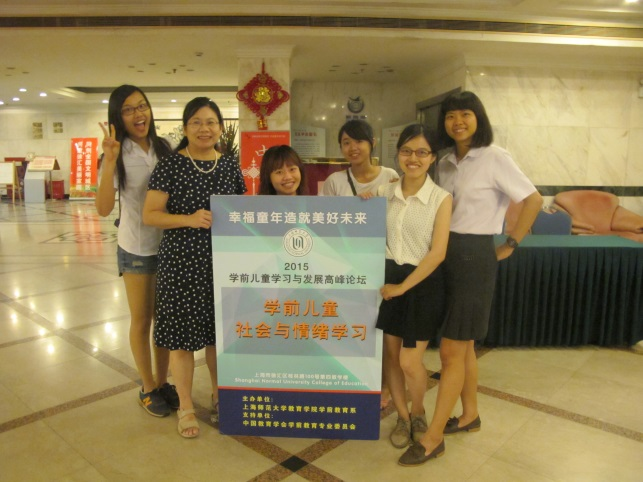 幸福童年造就美好未来
2015
学前儿童学习与发展高峰论坛
学前儿童
社会与情绪学习
Shanghai Normal University College of Education
主办单位:
上海师范大学教育学院学前教育系
支持单位:
中国教育学会学前教育专业委员会